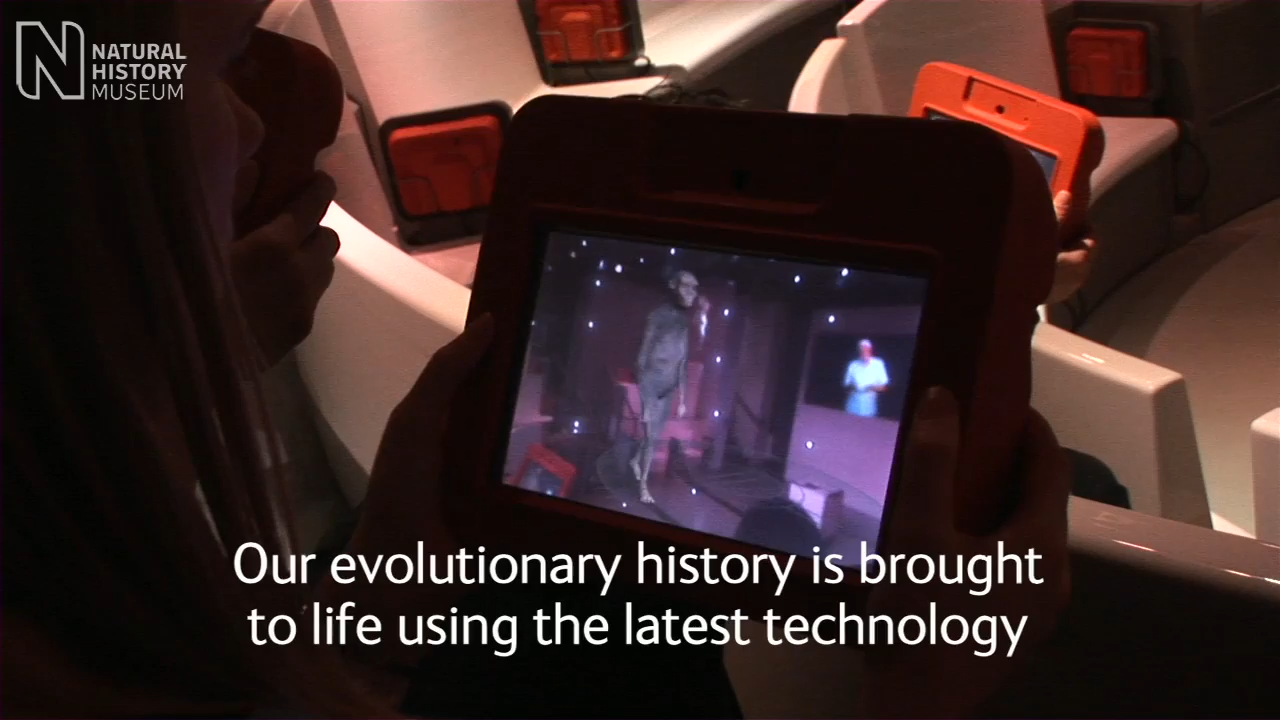 NATURAL
HISTORY
MUSEUM
Our evolutionary history is brought
to life using the latest technology